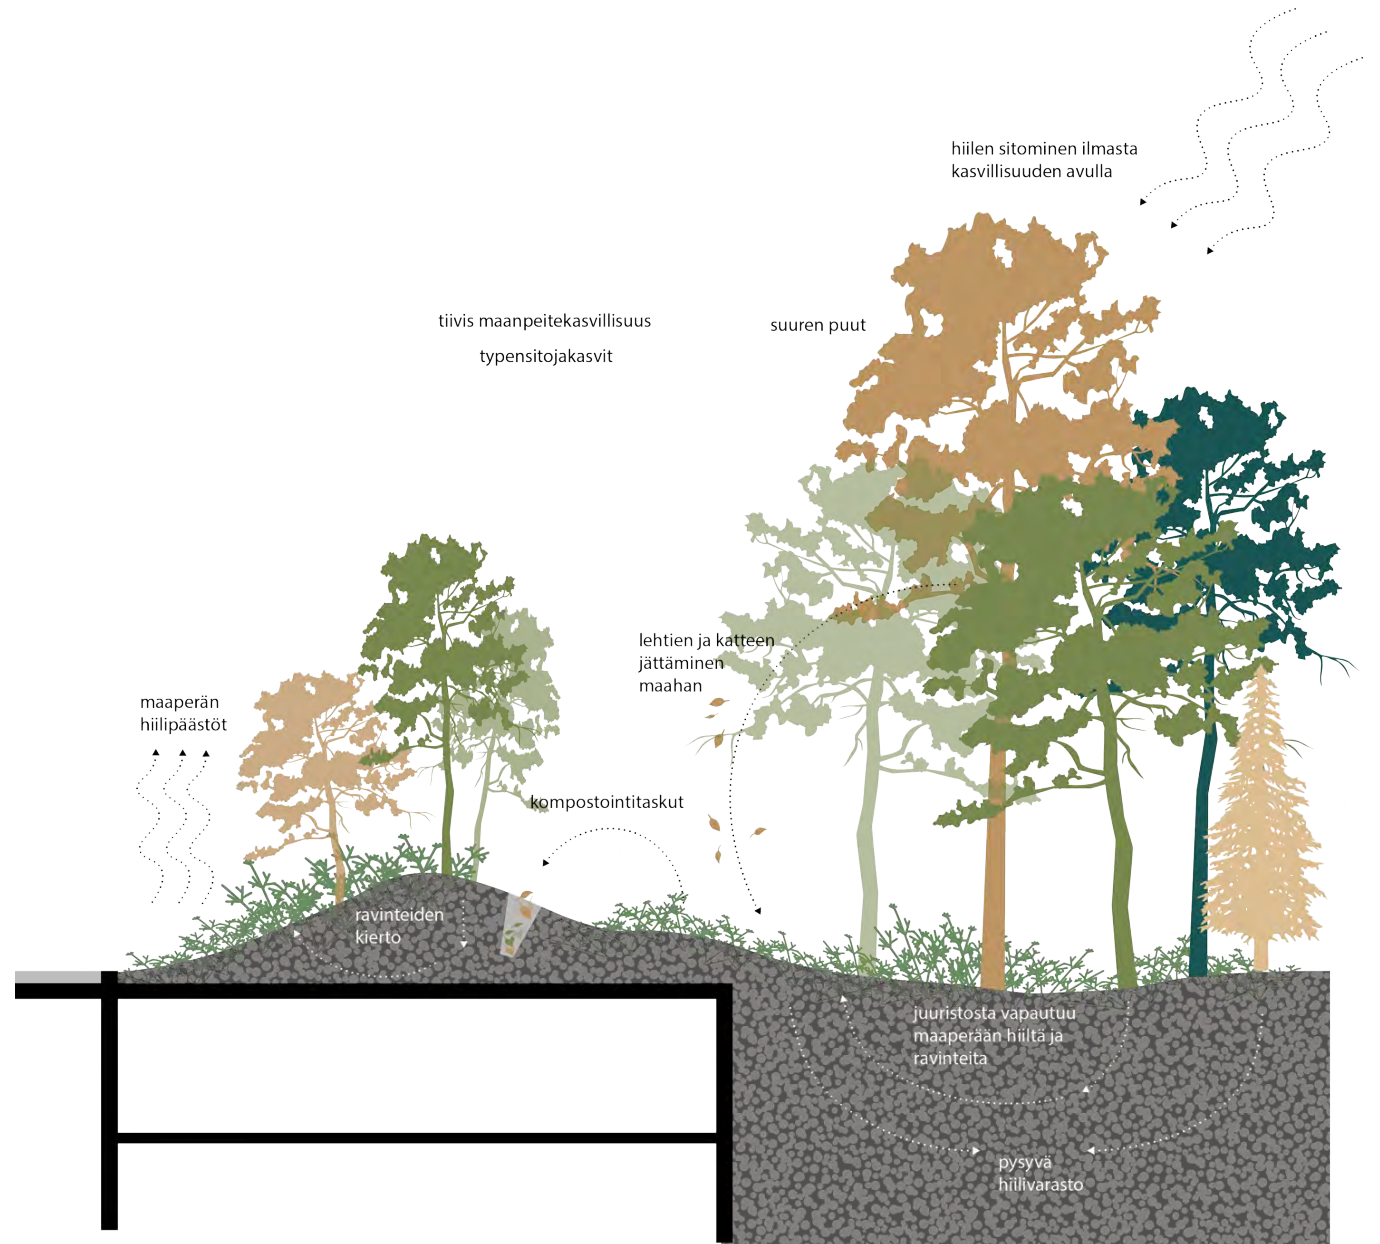 hiilen sitominen ilmasta
kasvillisuuden avulla
tiivis maanpeitekasvillisuus
typensitojakasvit
suuren puut
lehtien ja katteen
jättäminen
maahan
maaperän
hiilipäästöt
kompostointitaskut
ravinteiden
kierto
juuristosta vapautuu
maaperään hiiltä ja
ravinteita
pysyvä
hiilivarasto